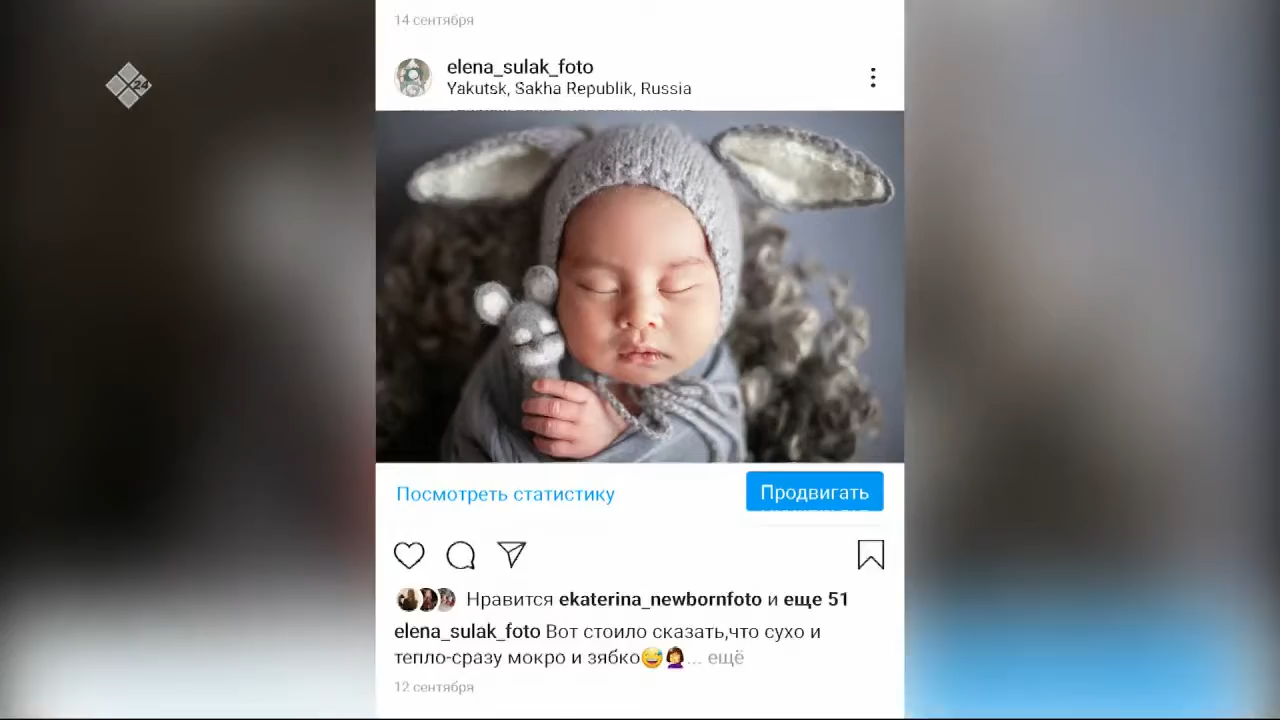 14 сентября
24
elena_sulak_foto
Yakutsk, Sakha Republik, Russia
Посмотреть статистику
Продвигать
Нравится ekaterina_newbornfoto и еще 51
elena_sulak_foto Вот стоило сказать,что сухо и
тепло-сразу мокро и зябко😅🤦‍♀️... ещё
12 сентября